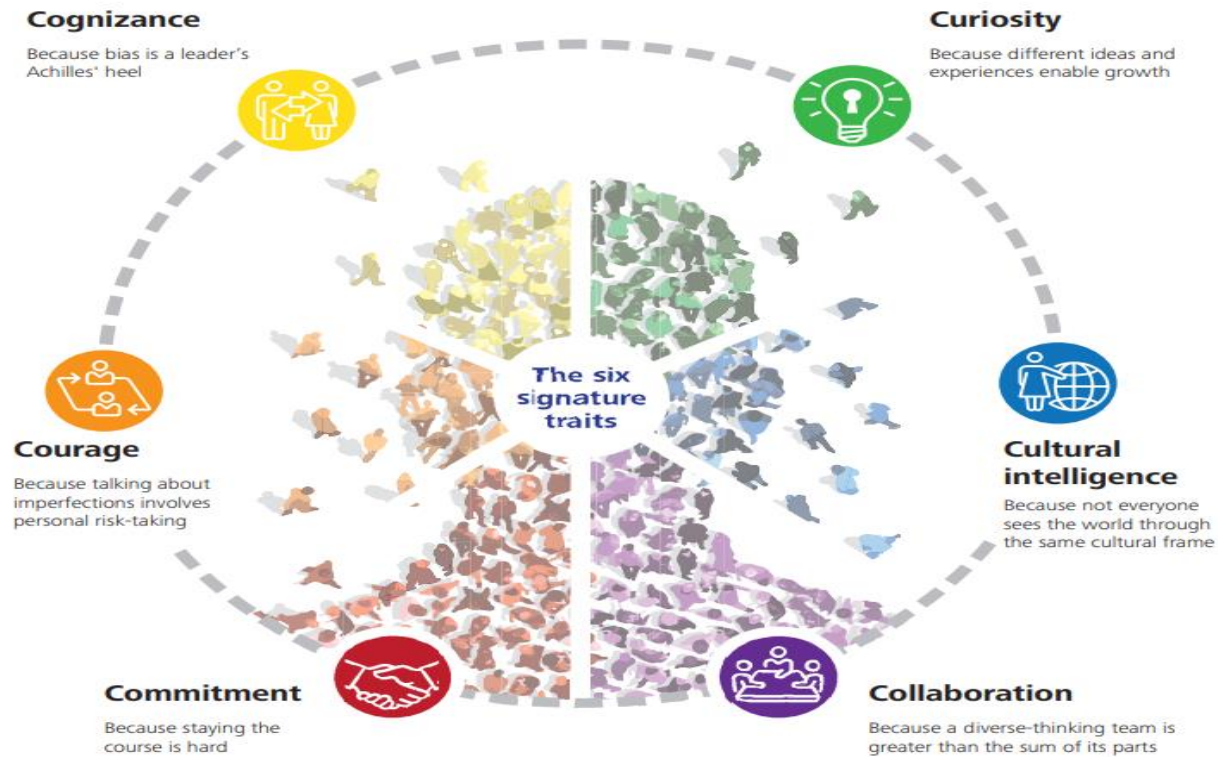 Cognizance
Because bias is a leader's
Achilles' heel
Curiosity
Because different ideas and
experiences enable growth
The six
signature
traits
Courage
Because talking about
imperfections involves
personal risk-taking
Cultural
intelligence
Because not everyone
sees the world through
the same cultural frame
Commitment
Because staying the
course is hard
Collaboration
Because a diverse-thinking team is
greater than the sum of its parts